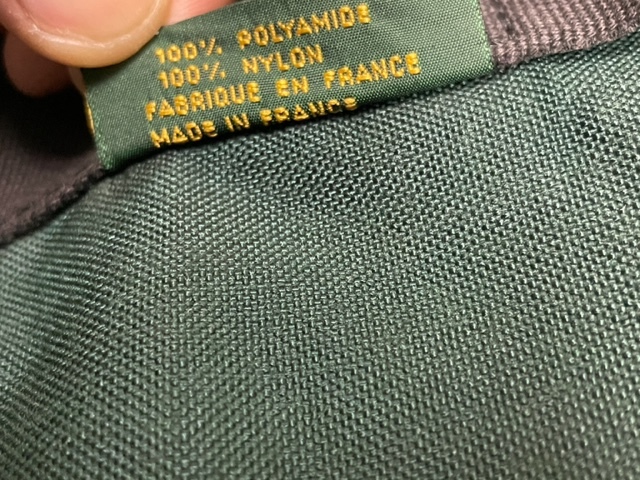 100% POLYAMIDE
100% NYLON
FABRIQUE EN FRANCE
MADE IN FRANCE